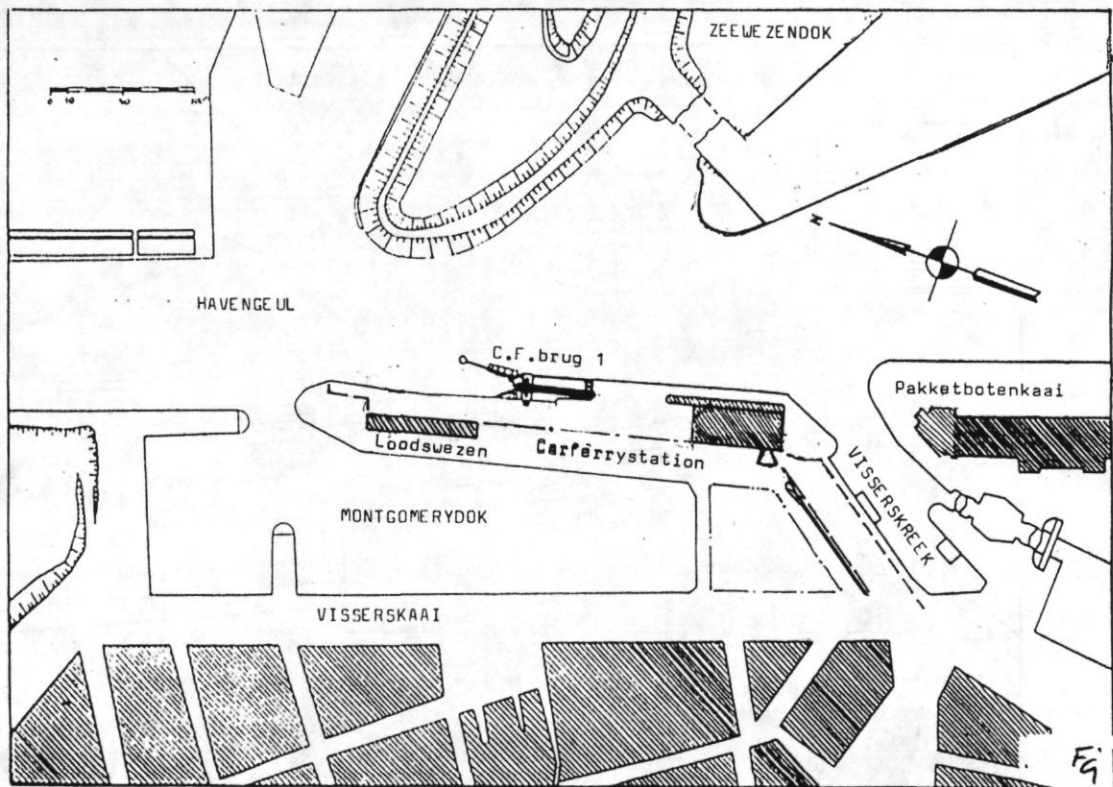 ZEEWEZENDOK
N
HAVENGEUL
C.F.brug 1
Pakketbotenkaai
Loodswezen
Carferrystation
VISSERSKREEK
MONTGOMERYDOK
VISSERSKAAI